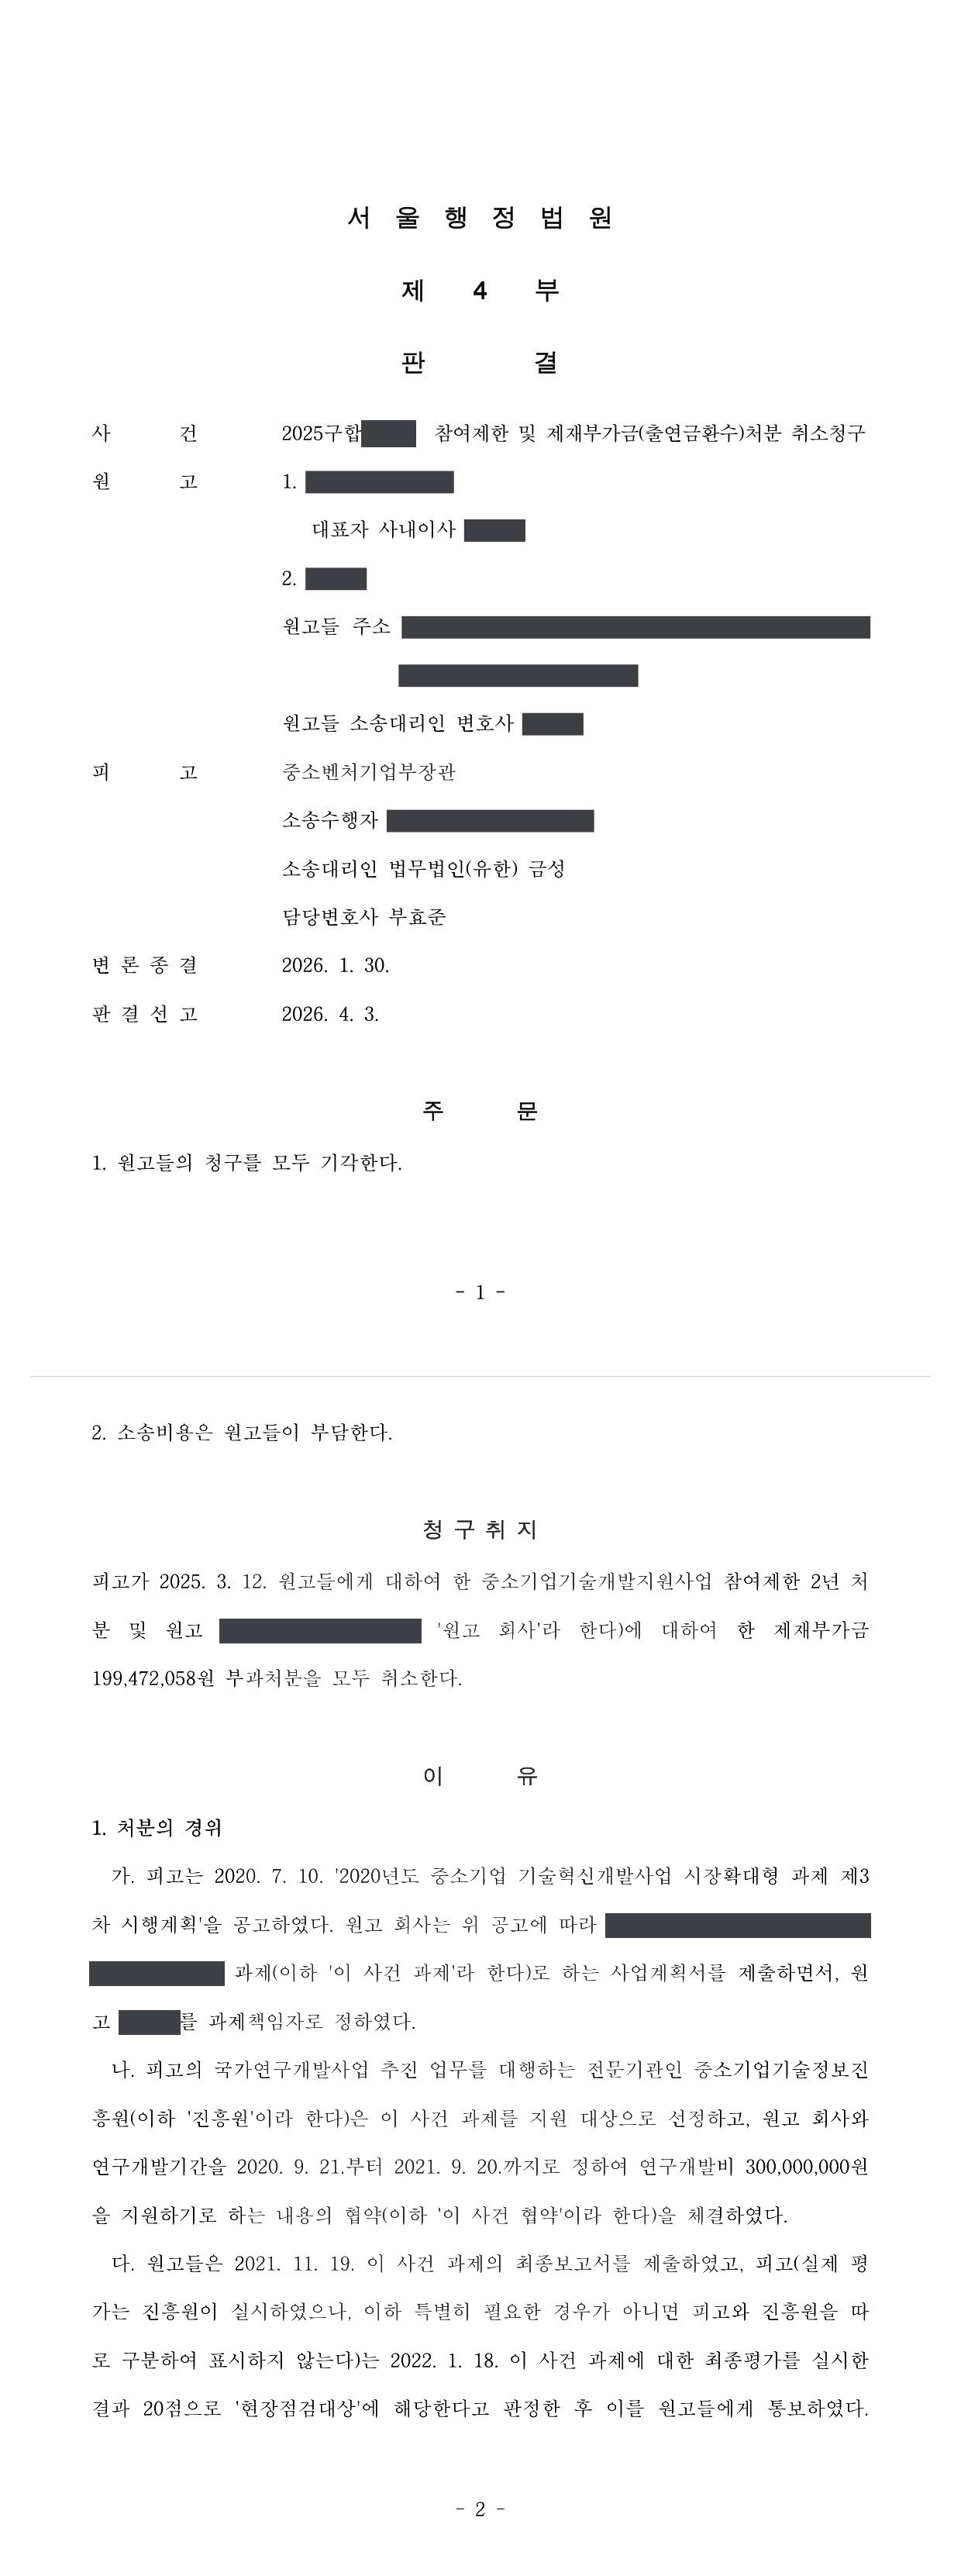 서 울 행 정 법 원
제 4 부
판 결
사 건 2025구합 참여제한 및 제재부가금(출연금환수)처분 취소청구
원 고 1.
대표자 사내이사
2.
원고들 주소
원고들 소송대리인 변호사
피 고 중소벤처기업부장관
소송수행자
소송대리인 법무법인(유한) 금성
담당변호사 부효준
변 론 종 결 2026. 1. 30.
판 결 선 고 2026. 4. 3.
주 문
1. 원고들의 청구를 모두 기각한다.
- 1 -
2. 소송비용은 원고들이 부담한다.
청 구 취 지
피고가 2025. 3. 12. 원고들에게 대하여 한 중소기업기술개발지원사업 참여제한 2년 처
분 및 원고 '원고 회사'라 한다)에 대하여 한 제재부가금
199,472,058원 부과처분을 모두 취소한다.
이 유
1. 처분의 경위
가. 피고는 2020. 7. 10. '2020년도 중소기업 기술혁신개발사업 시장확대형 과제 제3
차 시행계획'을 공고하였다. 원고 회사는 위 공고에 따라
과제(이하 '이 사건 과제'라 한다)로 하는 사업계획서를 제출하면서, 원
고 를 과제책임자로 정하였다.
나. 피고의 국가연구개발사업 추진 업무를 대행하는 전문기관인 중소기업기술정보진
흥원(이하 '진흥원'이라 한다)은 이 사건 과제를 지원 대상으로 선정하고, 원고 회사와
연구개발기간을 2020. 9. 21.부터 2021. 9. 20.까지로 정하여 연구개발비 300,000,000원
을 지원하기로 하는 내용의 협약(이하 '이 사건 협약'이라 한다)을 체결하였다.
다. 원고들은 2021. 11. 19. 이 사건 과제의 최종보고서를 제출하였고, 피고(실제 평
가는 진흥원이 실시하였으나, 이하 특별히 필요한 경우가 아니면 피고와 진흥원을 따
로 구분하여 표시하지 않는다)는 2022. 1. 18. 이 사건 과제에 대한 최종평가를 실시한
결과 20점으로 '현장점검대상'에 해당한다고 판정한 후 이를 원고들에게 통보하였다.
- 2 -